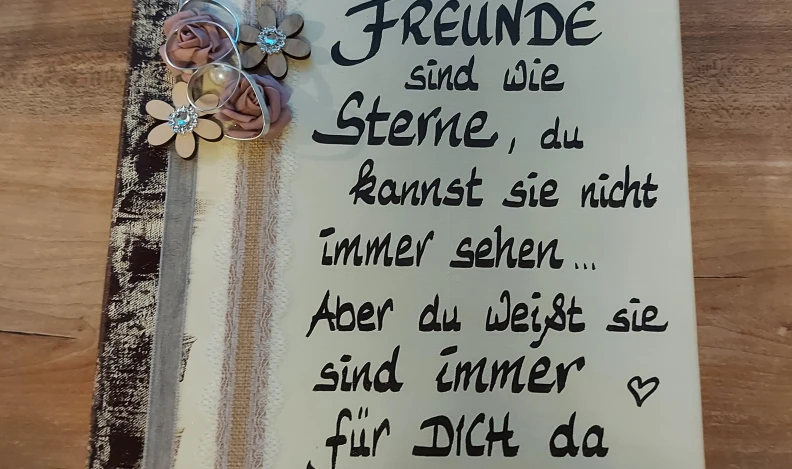 FREUNDE
sind wie
Sterne, du
kannst sie nicht
immer sehen...
Aber du weißt sie
sind immer
für DICH da